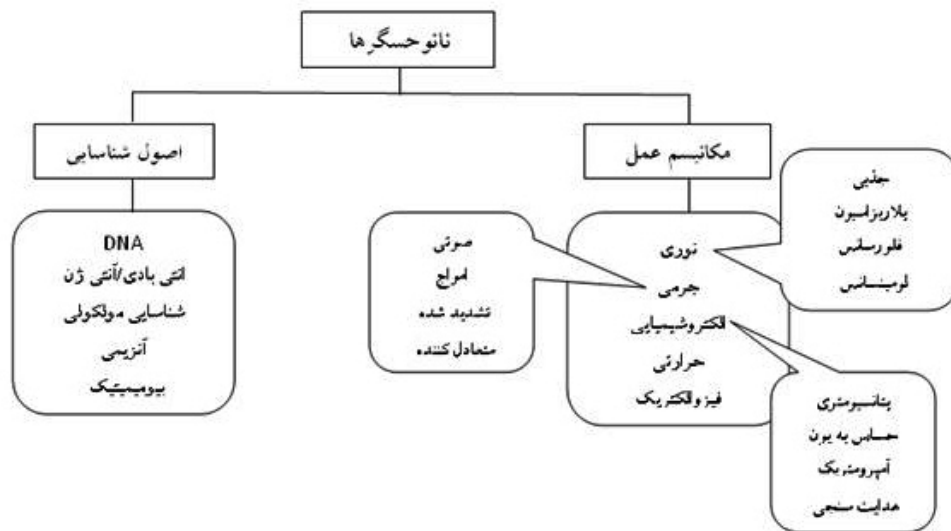 نانوحسگرها
اصول شناسایی
مکانیسم عمل
DNA
انتی بادی/آنتی ژن
شناسایی مولکولی
آنزیمی
بیومیمیتیک
صوتی
امواج
تشدید شده
متعادل کننده
نوری
جرمی
الکتروشیمیایی
حرارتی
فیزوالکتریک
جذبی
پلاریزاسیون
فلورسانس
لومینسانس
پتانسیومتری
حساس به یون
آمپرومتریک
هدایت سنجی